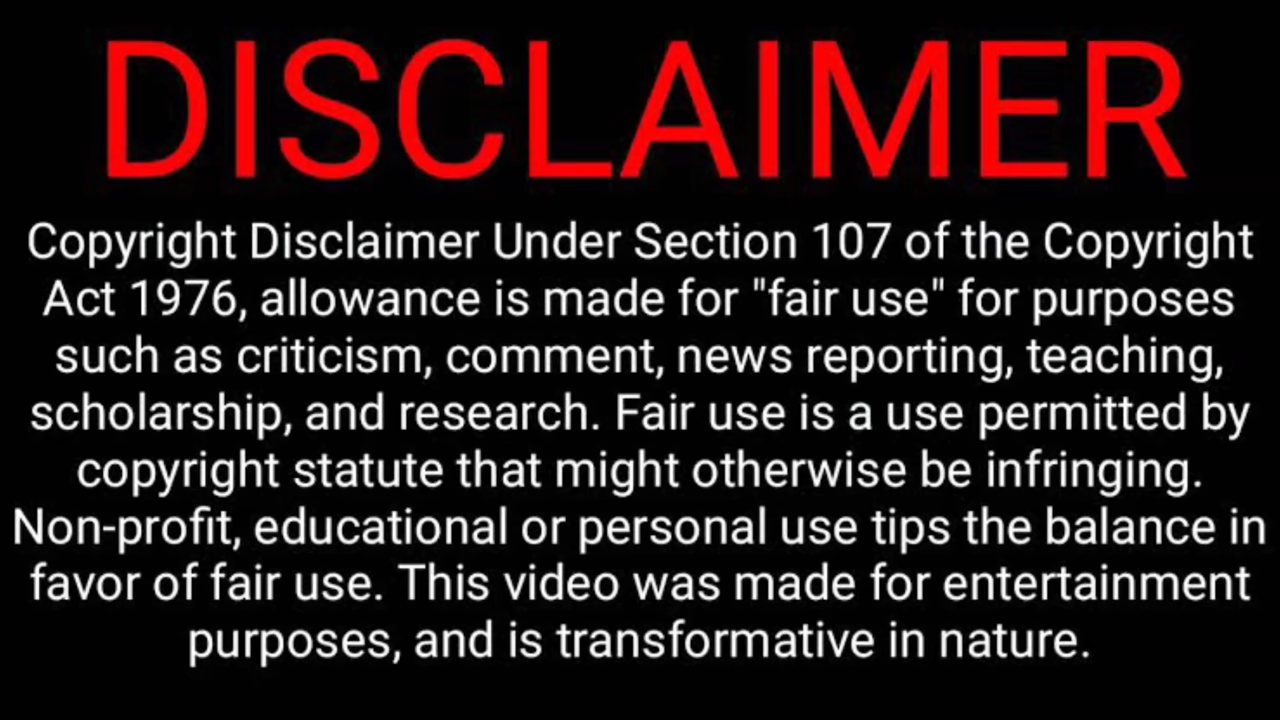 DISCLAIMER
Copyright Disclaimer Under Section 107 of the Copyright
Act 1976, allowance is made for "fair use" for purposes
such as criticism, comment, news reporting, teaching,
scholarship, and research. Fair use is a use permitted by
copyright statute that might otherwise be infringing.
Non-profit, educational or personal use tips the balance in
favor of fair use. This video was made for entertainment
purposes, and is transformative in nature.